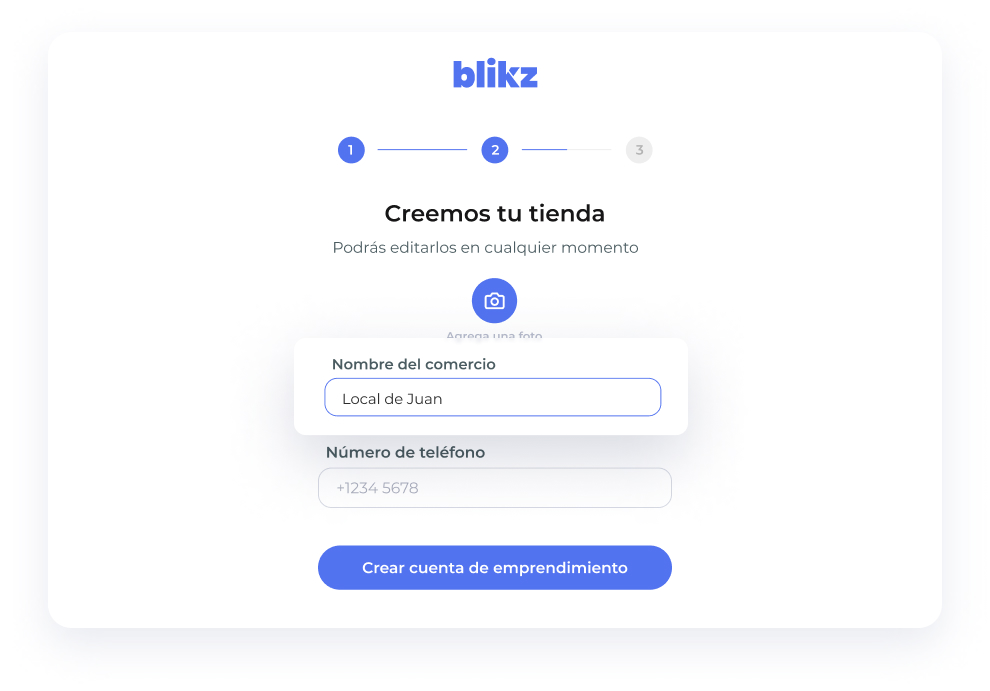 blikz
1 2 3
Creemos tu tienda
Podrás editarlos en cualquier momento
Agrega una foto
Nombre del comercio
Local de Juan
Número de teléfono
+1234 5678
Crear cuenta de emprendimiento